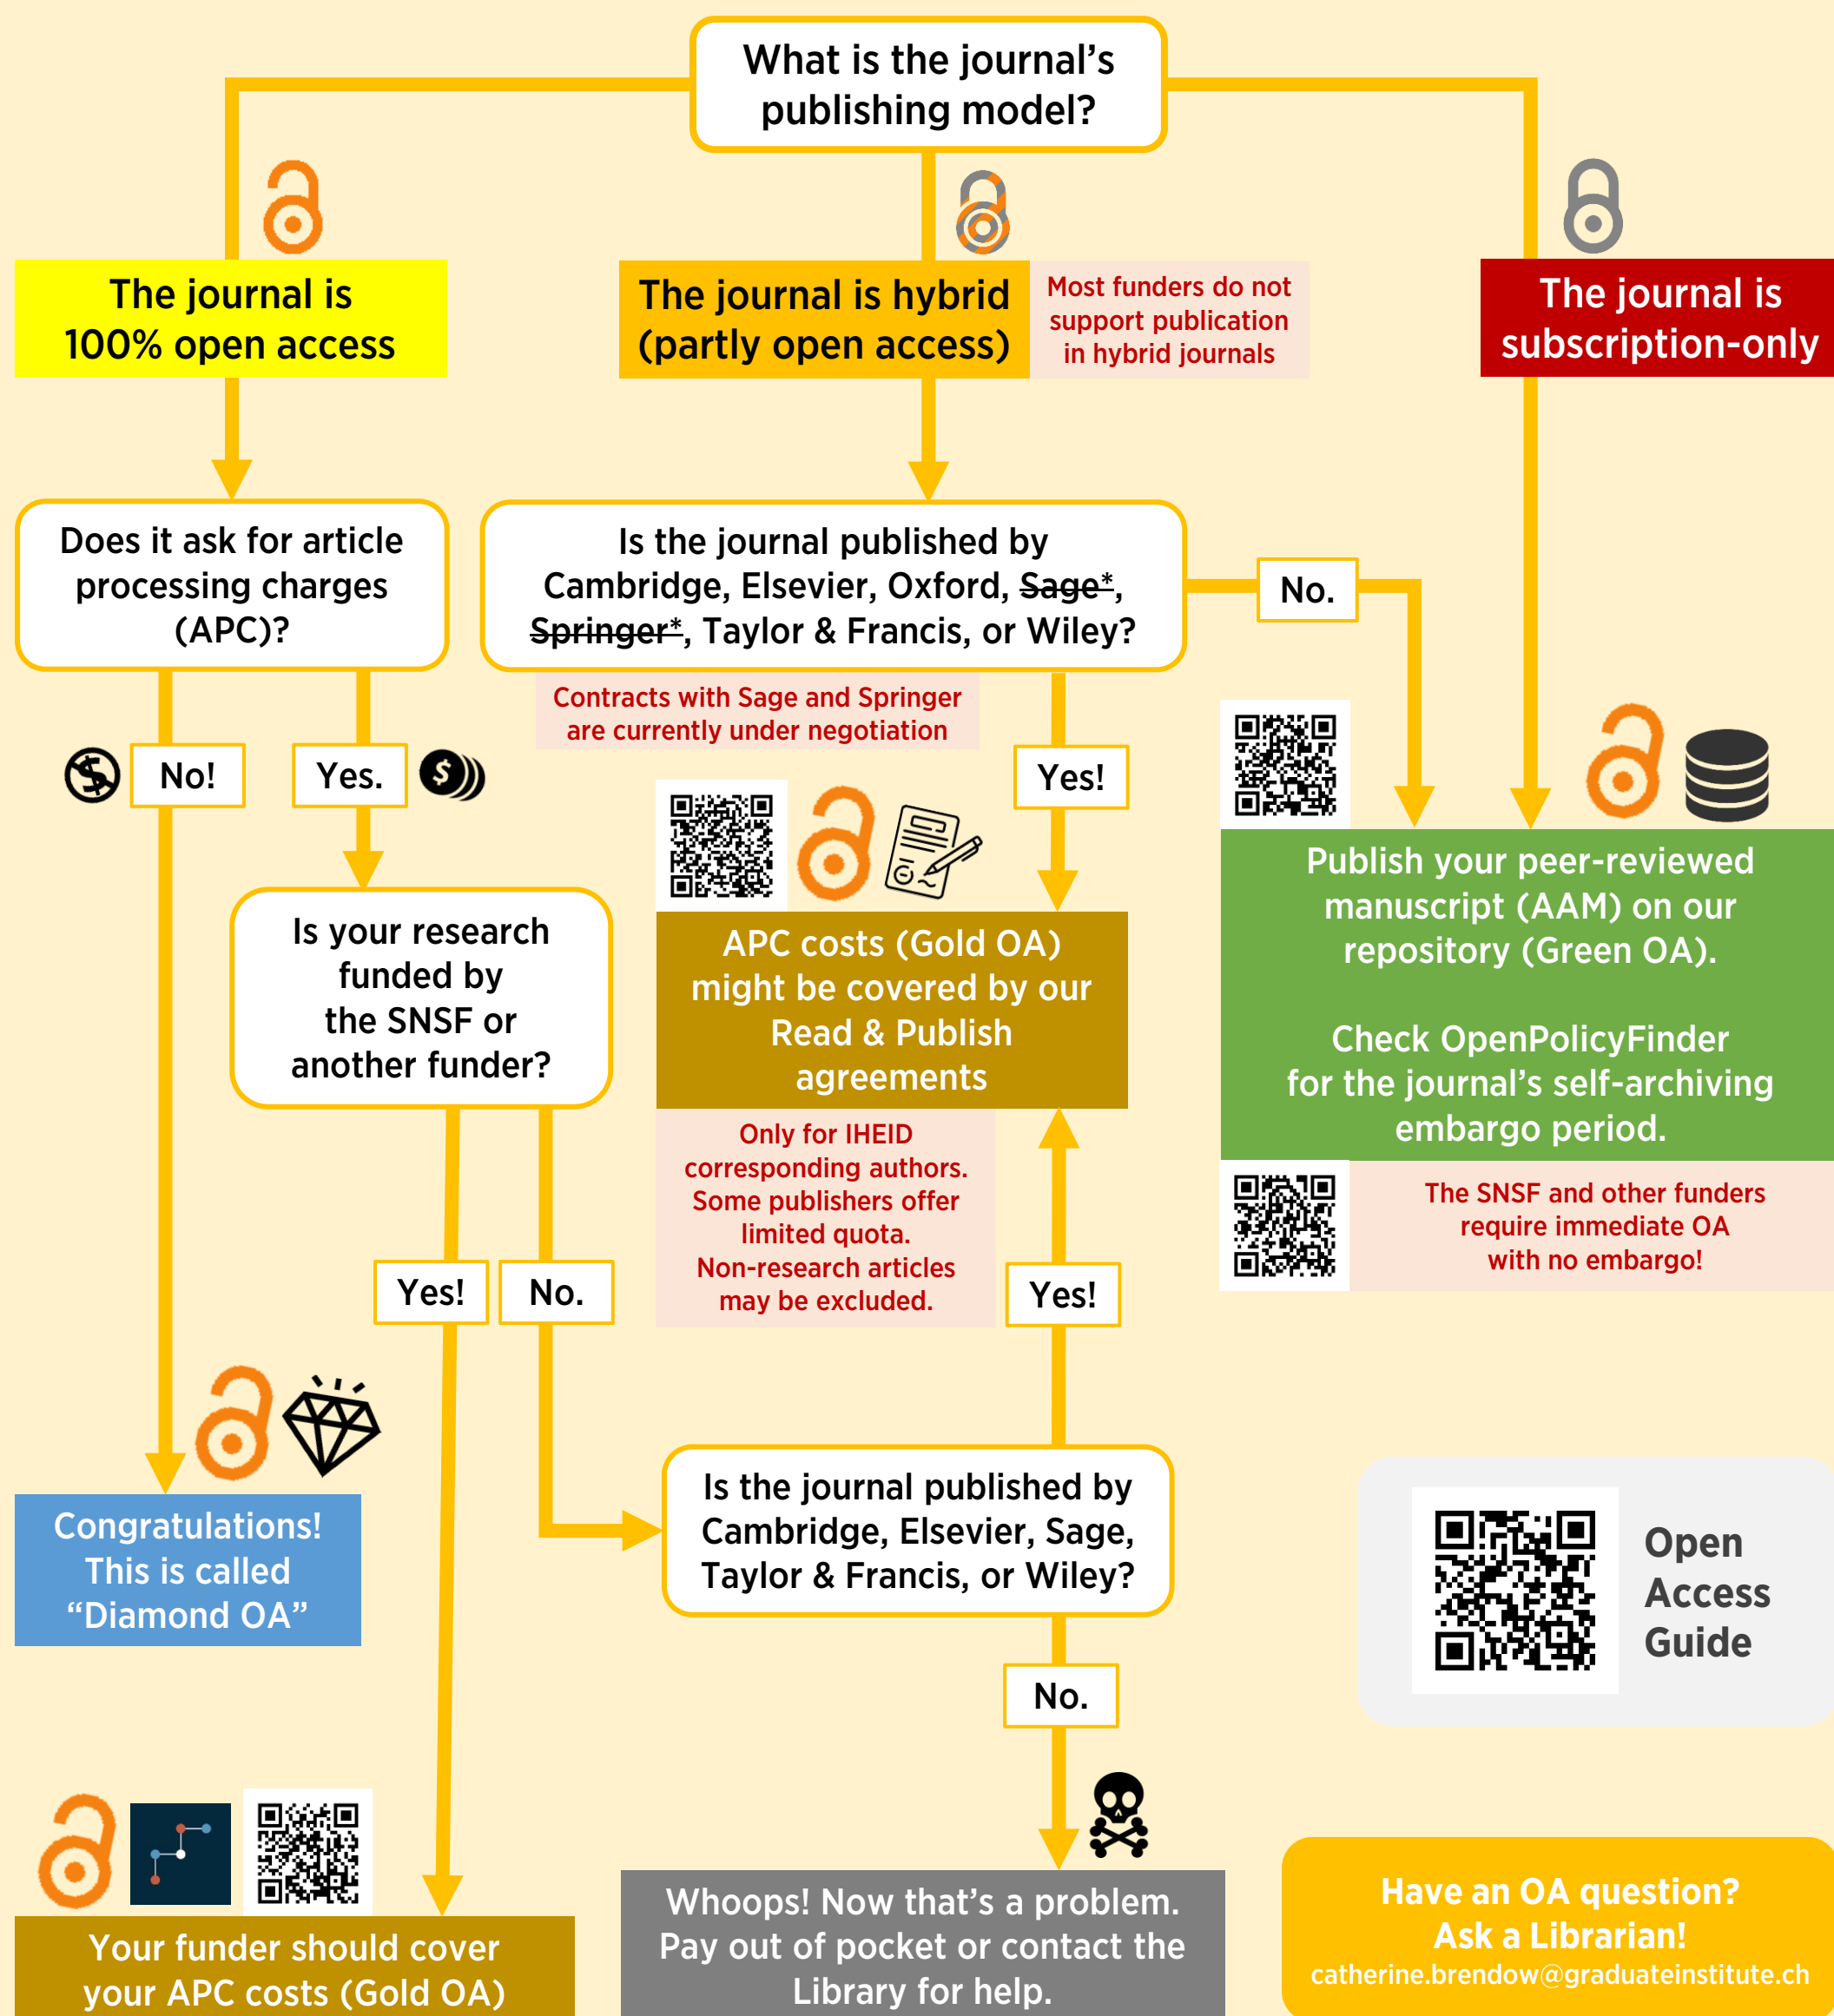 What is the journal's
publishing model?
The journal is
100% open access
The journal is hybrid
(partly open access)
Most funders do not
support publication
in hybrid journals
The journal is
subscription-only
Does it ask for article
processing charges
(APC)?
Is the journal published by
Cambridge, Elsevier, Oxford, Sage*,
Springer*, Taylor & Francis, or Wiley?
No.
Contracts with Sage and Springer
are currently under negotiation
No!
Yes.
Yes!
Is your research
funded by
the SNSF or
another funder?
APC costs (Gold OA)
might be covered by our
Read & Publish
agreements
Only for IHEID
corresponding authors.
Some publishers offer
limited quota.
Non-research articles
may be excluded.
Publish your peer-reviewed
manuscript (AAM) on our
repository (Green OA).
Check OpenPolicyFinder
for the journal's self-archiving
embargo period.
The SNSF and other funders
require immediate OA
with no embargo!
Yes!
No.
Yes!
Is the journal published by
Cambridge, Elsevier, Sage,
Taylor & Francis, or Wiley?
Congratulations!
This is called
“Diamond OA”
Open
Access
Guide
No.
Your funder should cover
your APC costs (Gold OA)
Whoops! Now that's a problem.
Pay out of pocket or contact the
Library for help.
Have an OA question?
Ask a Librarian!
catherine.brendow@graduateinstitute.ch